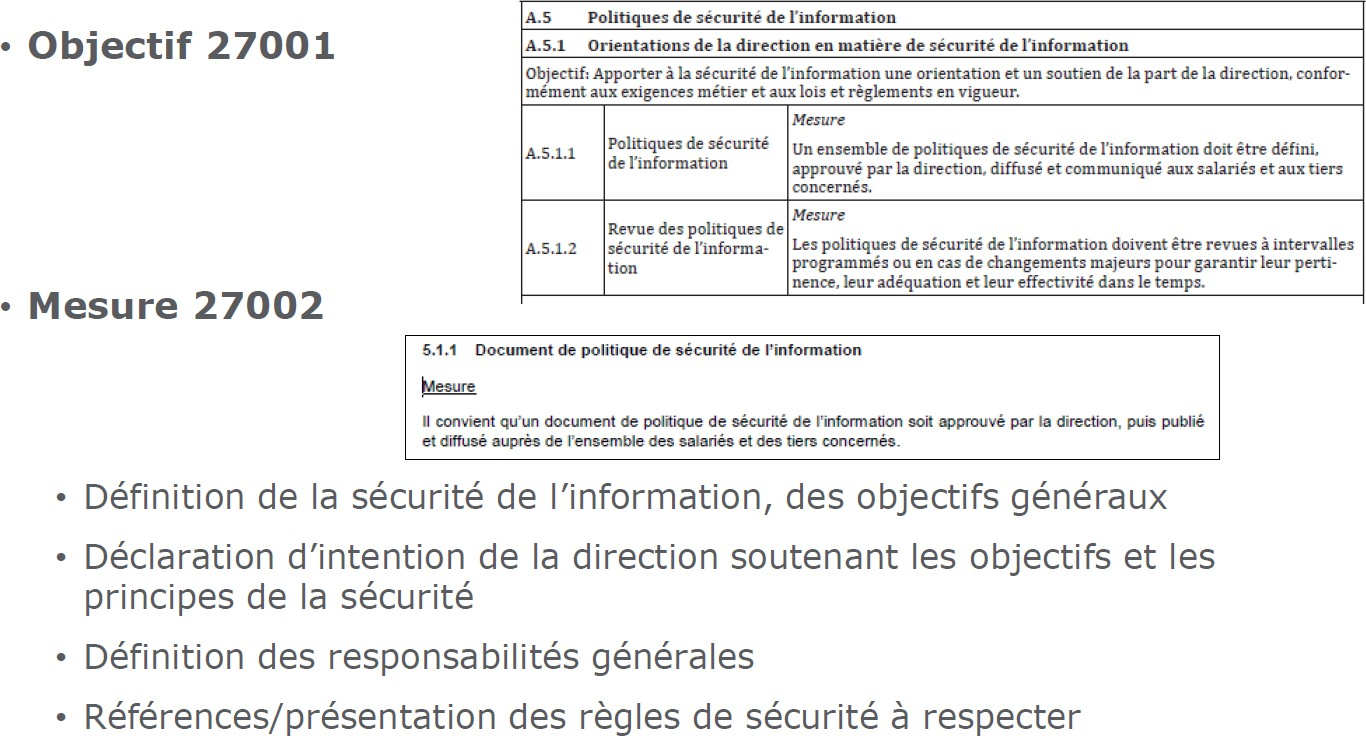 • Objectif 27001
A.5 Politiques de sécurité de l’information
A.5.1 Orientations de la direction en matière de sécurité de l’information
Objectif: Apporter à la sécurité de l’information une orientation et un soutien de la part de la direction, confor-
mément aux exigences métier et aux lois et règlements en vigueur.
A.5.1.1
Politiques de sécurité
de l’information
Mesure
Un ensemble de politiques de sécurité de l’information doit être défini,
approuvé par la direction, diffusé et communiqué aux salariés et aux tiers
concernés.
A.5.1.2
Revue des politiques de
sécurité de l’informa-
tion
Mesure
Les politiques de sécurité de l’information doivent être revues à intervalles
programmés ou en cas de changements majeurs pour garantir leur perti-
nence, leur adéquation et leur effectivité dans le temps.
• Mesure 27002
5.1.1 Document de politique de sécurité de l’information
Mesure
Il convient qu’un document de politique de sécurité de l’information soit approuvé par la direction, puis publié
et diffusé auprès de l’ensemble des salariés et des tiers concernés.
• Définition de la sécurité de l’information, des objectifs généraux
• Déclaration d’intention de la direction soutenant les objectifs et les
principes de la sécurité
• Définition des responsabilités générales
• Références/présentation des règles de sécurité à respecter